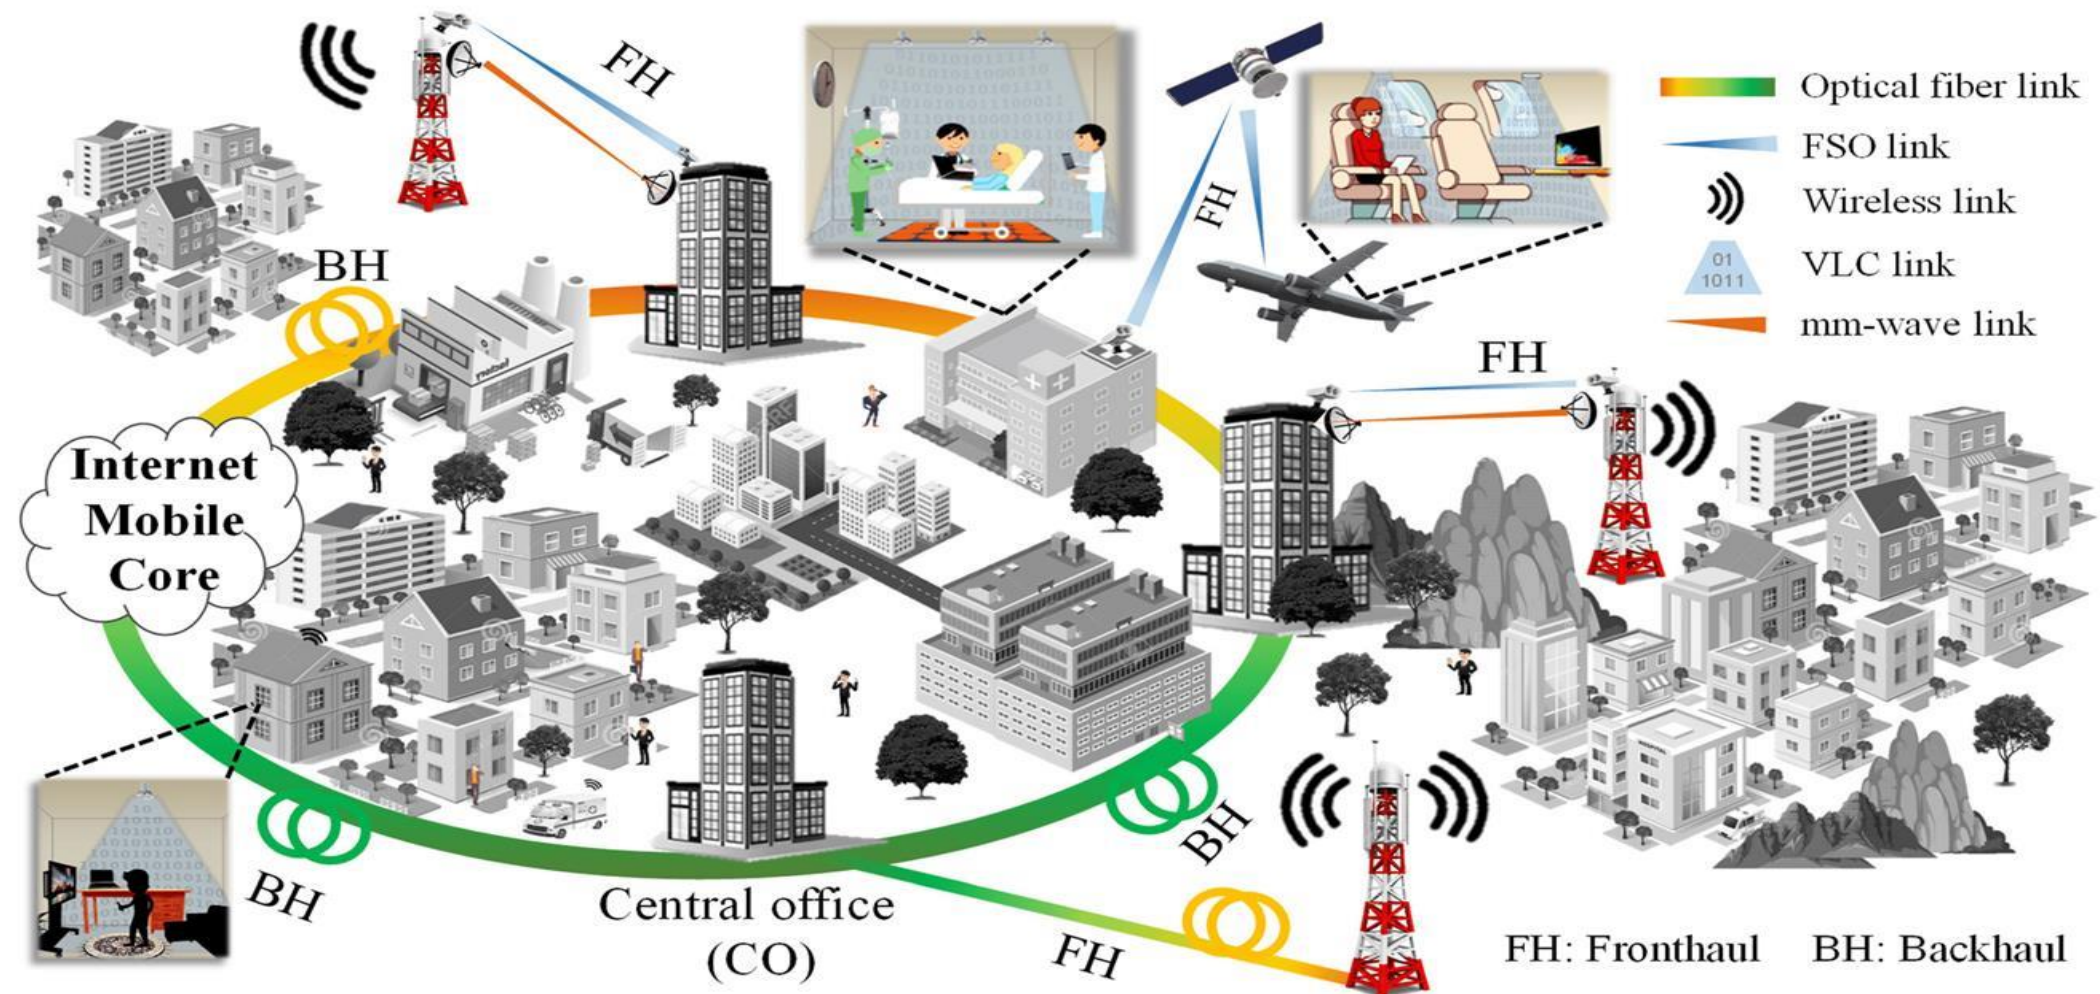 FH
Optical fiber link
FSO link
Wireless link
01
1011
VLC link
mm-wave link
FH
BH
FH
Internet
Mobile
Core
HOSPITAL
BH
BH
Central office
(CO)
FH
FH: Fronthaul
BH: Backhaul